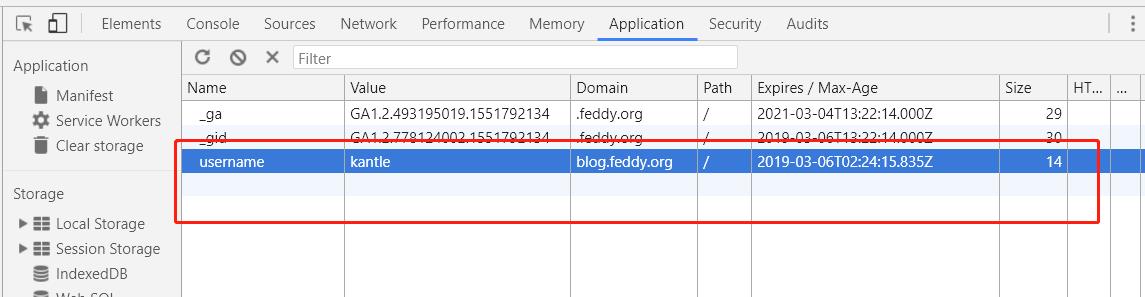 Elements Console Sources Network Performance Memory Application Security Audits
Application
Manifest
Service Workers
Clear storage
Storage
Local Storage
Session Storage
IndexedDB
Web SQL
Filter
Name Value Domain Path Expires / Max-Age Size HT... ...
_ga GA1.2.493195019.1551792134 .feddy.org / 2021-03-04T13:22:14.000Z 29
_gid GA1.2.778124002.1551792134 .feddy.org / 2019-03-06T13:22:14.000Z 30
username kantle blog.feddy.org / 2019-03-06T02:24:15.835Z 14